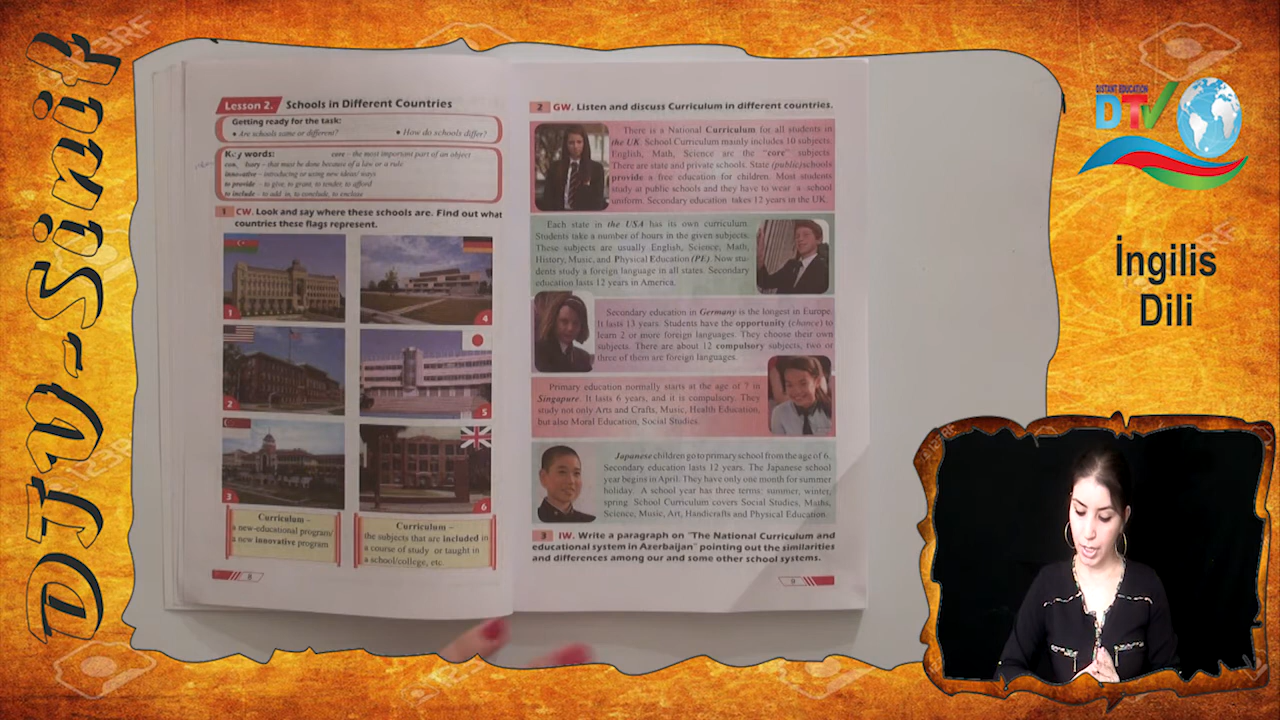 DTV-Sinif
Lesson 2. Schools in Different Countries
Getting ready for the task:
• Are schools same or different? • How do schools differ?
words: core – the most important part of an object
– that must be done because of a law or a rule
innovative – introducing or using new ideas/ ways
to provide – to give, to grant, to tender, to afford
to include – to add in, to conclude, to enclose
1 CW. Look and say where these schools are. Find out what
countries these flags represent.
1
4
2
5
3
6
Curriculum –
a new-educational program/
a new innovative program
Curriculum –
the subjects that are included in
a course of study or taught in
a school/college, etc.
8
2 GW. Listen and discuss Curriculum in different countries.
There is a National Curriculum for all students in
the UK. School Curriculum mainly includes 10 subjects.
English, Math, Science are the "core" subjects.
There are state and private schools. State (public)schools
provide a free education for children. Most students
study at public schools and they have to wear a school
uniform. Secondary education takes 12 years in the UK.
Each state in the USA has its own curriculum.
Students take a number of hours in the given subjects.
These subjects are usually English, Science, Math,
History, Music, and Physical Education (PE). Now stu-
dents study a foreign language in all states. Secondary
education lasts 12 years in America.
Secondary education in Germany is the longest in Europe.
It lasts 13 years. Students have the opportunity (chance) to
learn 2 or more foreign languages. They choose their own
subjects. There are about 12 compulsory subjects, two or
three of them are foreign languages.
Primary education normally starts at the age of 7 in
Singapore. It lasts 6 years, and it is compulsory. They
study not only Arts and Crafts, Music, Health Education,
but also Moral Education, Social Studies.
Japanese children go to primary school from the age of 6.
Secondary education lasts 12 years. The Japanese school
year begins in April. They have only one month for summer
holiday. A school year has three terms: summer, winter,
spring. School Curriculum covers Social Studies, Maths,
Science, Music, Art, Handicrafts and Physical Education.
3 IW. Write a paragraph on "The National Curriculum and
educational system in Azerbaijan" pointing out the similarities
and differences among our and some other school systems.
9
DISTANT EDUCATION
DTV
İngilis
Dili
123RF